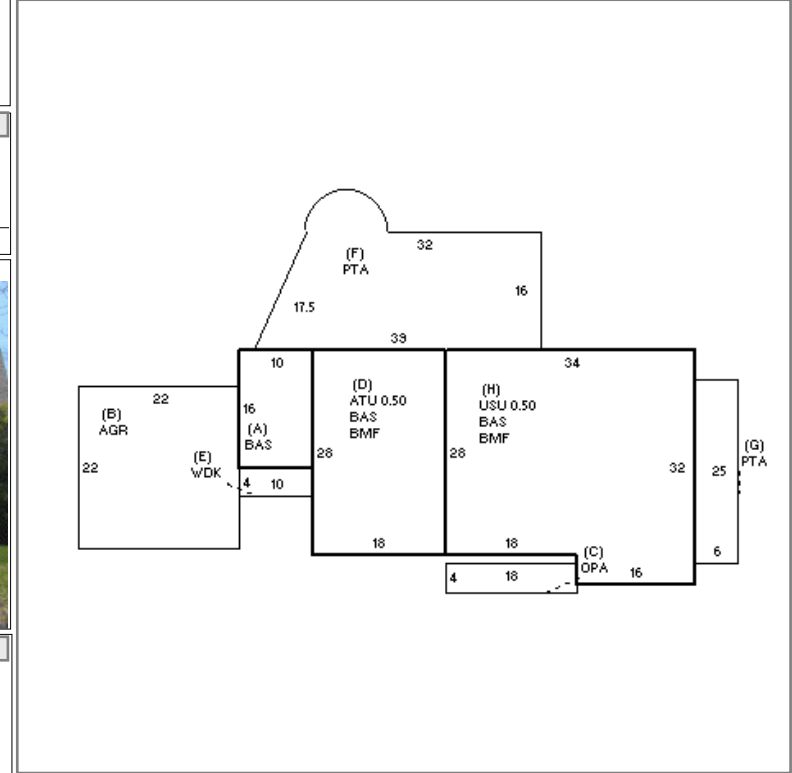 32
(F)
PTA
16
17.5
39
10
34
22
(B)
AGR
16
(A)
BAS
(D)
ATU 0.50
BAS
BMF
(H)
USU 0.50
BAS
BMF
(G)
PTA
22
(E)
WDK
28
28
32
25
4 10
18
18
(C)
OPA
6
4
18
16